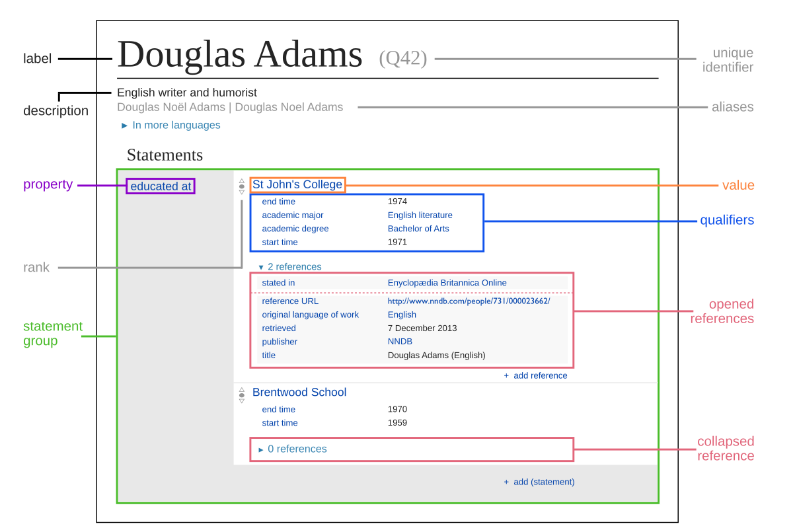 label
Douglas Adams (Q42)
unique
identifier
description
English writer and humorist
Douglas Noël Adams | Douglas Noel Adams
aliases
► In more languages
Statements
property
educated at
St John's College
value
end time 1974
academic major English literature
academic degree Bachelor of Arts
start time 1971
qualifiers
rank
▼ 2 references
stated in Enyclopædia Britannica Online
reference URL http://www.nndb.com/people/731/000023662/
original language of work English
retrieved 7 December 2013
publisher NNDB
title Douglas Adams (English)
opened
references
statement
group
+ add reference
Brentwood School
end time 1970
start time 1959
► 0 references
collapsed
reference
+ add (statement)